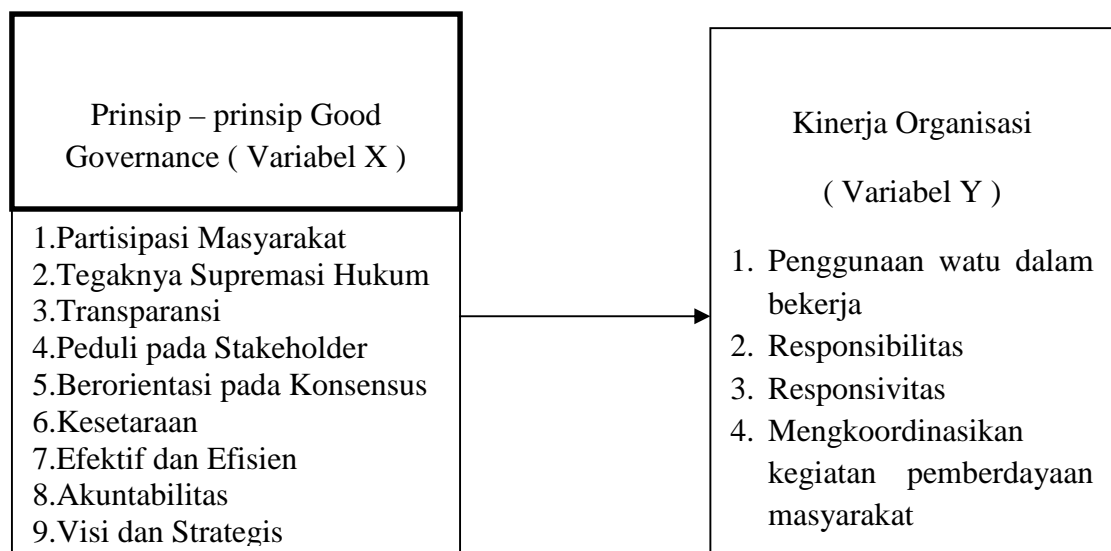 Prinsip – prinsip Good
Governance ( Variabel X )
1.Partisipasi Masyarakat
2.Tegaknya Supremasi Hukum
3.Transparansi
4.Peduli pada Stakeholder
5.Berorientasi pada Konsensus
6.Kesetaraan
7.Efektif dan Efisien
8.Akuntabilitas
9.Visi dan Strategis
Kinerja Organisasi
( Variabel Y )
1. Penggunaan watu dalam
bekerja
2. Responsibilitas
3. Responsivitas
4. Mengkoordinasikan
kegiatan pemberdayaan
masyarakat